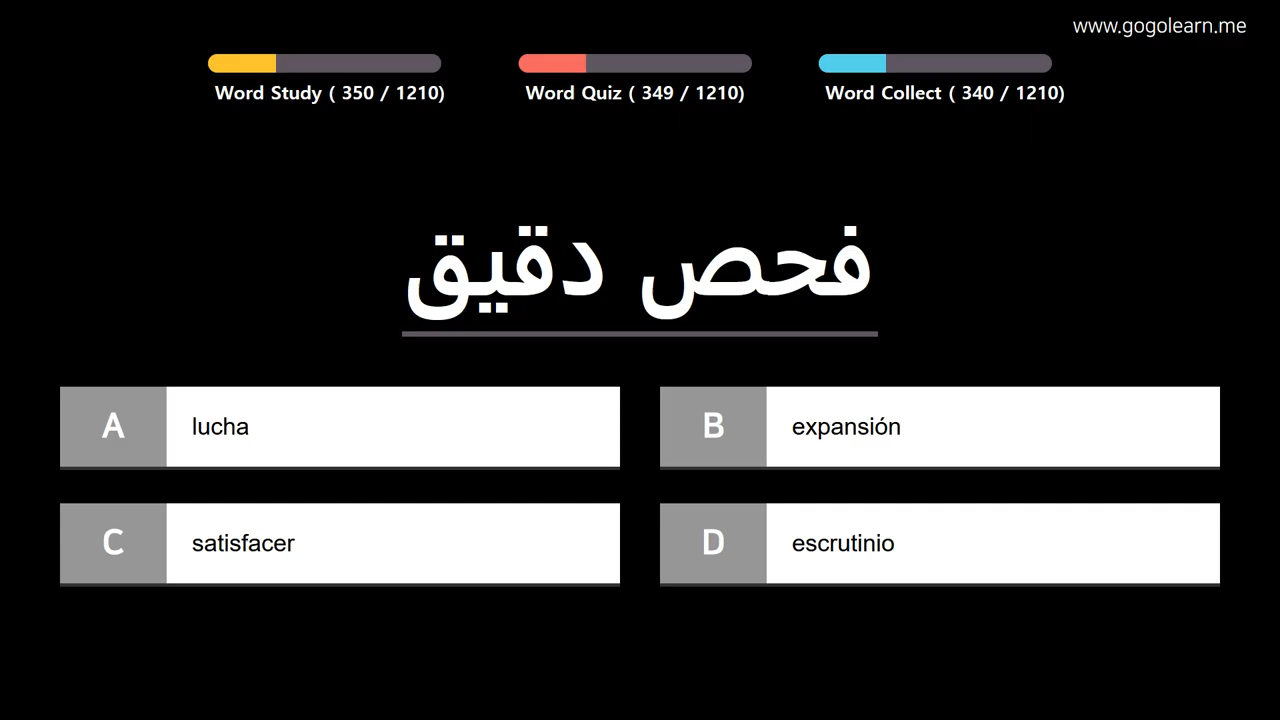 www.gogolearn.me
Word Study ( 350 / 1210)
Word Quiz ( 349 / 1210)
Word Collect ( 340 / 1210)
فحص دقيق
A lucha
B expansión
C satisfacer
D escrutinio